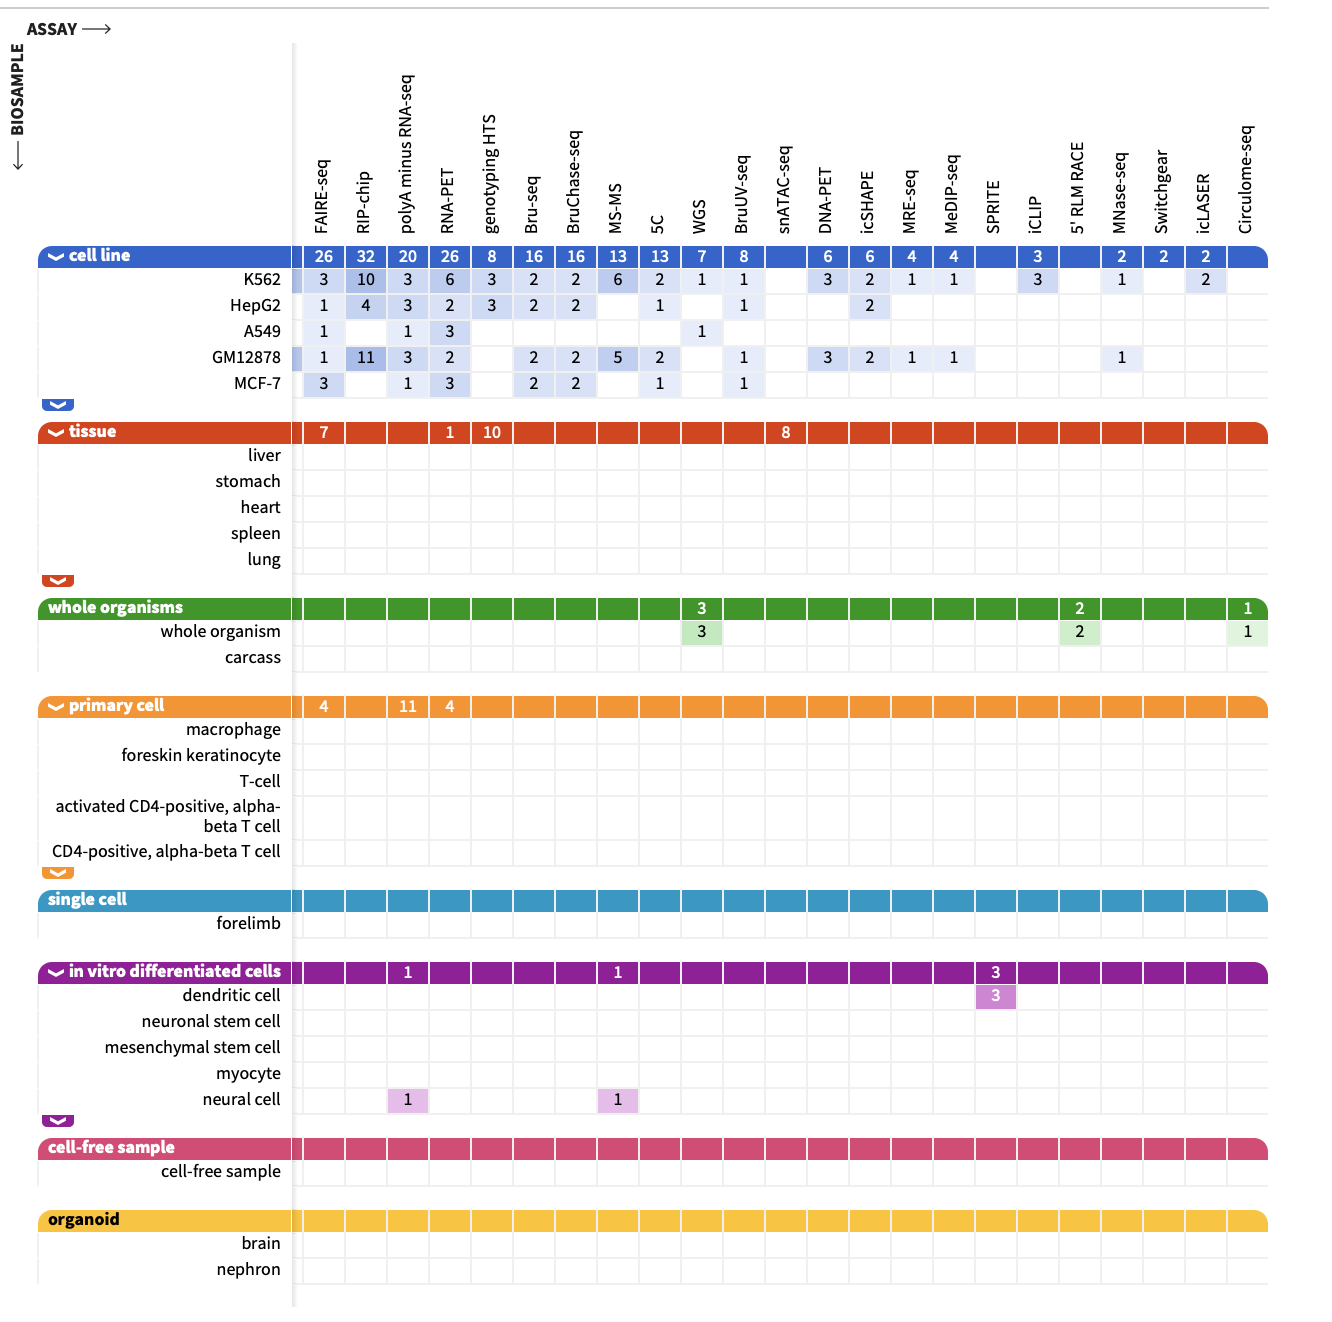 ASSAY
BIOSAMPLE
FAIRE-seq
RIP-chip
polyA minus RNA-seq
RNA-PET
genotyping HTS
Bru-seq
BruChase-seq
MS-MS
5C
WGS
BruUV-seq
snATAC-seq
DNA-PET
icSHAPE
MRE-seq
MeDIP-seq
SPRITE
iCLIP
5' RLM RACE
MNase-seq
Switchgear
icLASER
Circulome-seq
cell line 26 32 20 26 8 16 16 13 13 7 8 6 6 4 4 3 2 2 2
K562 3 10 3 6 3 2 2 6 2 1 1 3 2 1 1 3 1 2
HepG2 1 4 3 2 3 2 2 1 1 2
A549 1 1 3 1
GM12878 1 11 3 2 2 2 5 2 1 3 2 1 1 1
MCF-7 3 1 3 2 2 1 1
tissue 7 1 10 8
liver
stomach
heart
spleen
lung
whole organisms 3 2 1
whole organism 3 2 1
carcass
primary cell 4 11 4
macrophage
foreskin keratinocyte
T-cell
activated CD4-positive, alpha-
beta T cell
CD4-positive, alpha-beta T cell
single cell
forelimb
in vitro differentiated cells 1 1 3
dendritic cell 3
neuronal stem cell
mesenchymal stem cell
myocyte
neural cell 1 1
cell-free sample
cell-free sample
organoid
brain
nephron